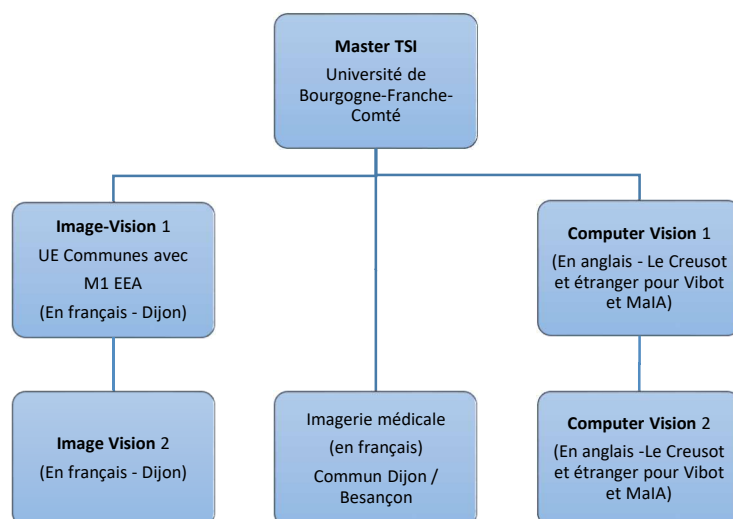 Master TSI
Université de
Bourgogne-Franche-
Comté
Image-Vision 1
UE Communes avec
M1 EEA
(En français - Dijon)
Computer Vision 1
(En anglais - Le Creusot
et étranger pour Vibot
et MaIA)
Image Vision 2
(En français - Dijon)
Imagerie médicale
(en français)
Commun Dijon /
Besançon
Computer Vision 2
(En anglais -Le Creusot
et étranger pour Vibot
et MaIA)